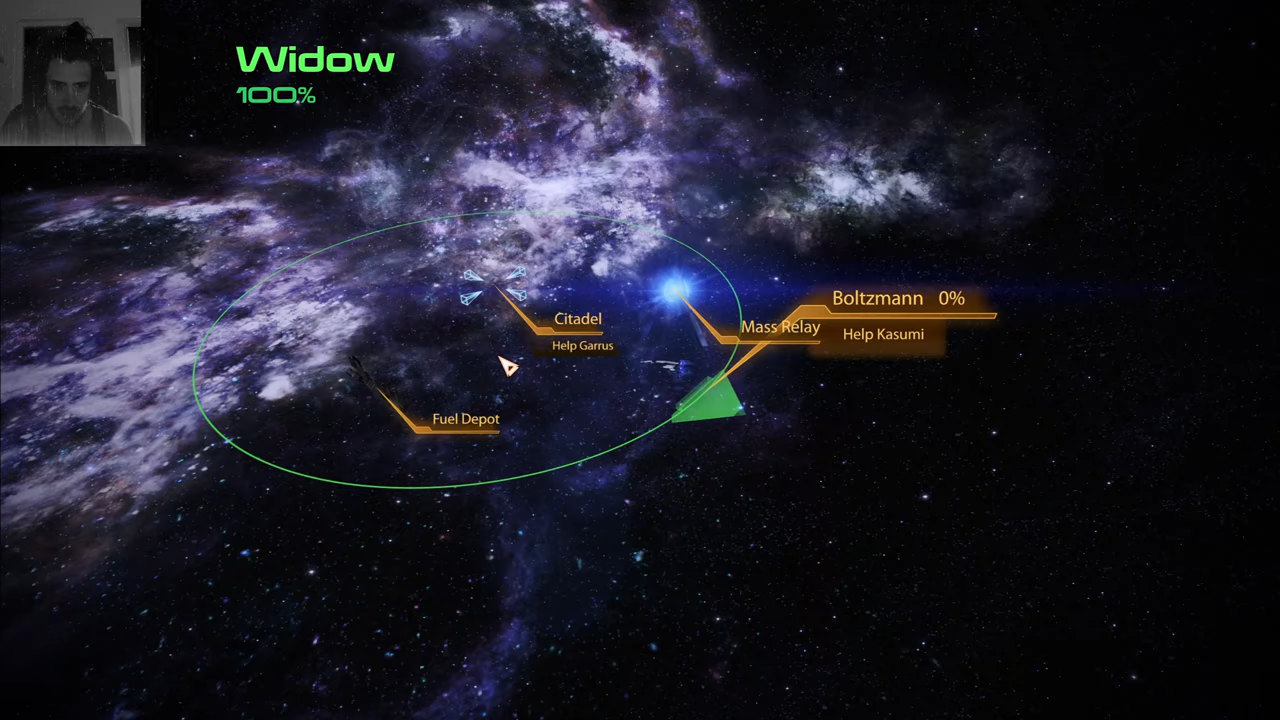 Widow
100%
Boltzmann 0%
Help Kasumi
Citadel
Help Garrus
Mass Relay
Fuel Depot